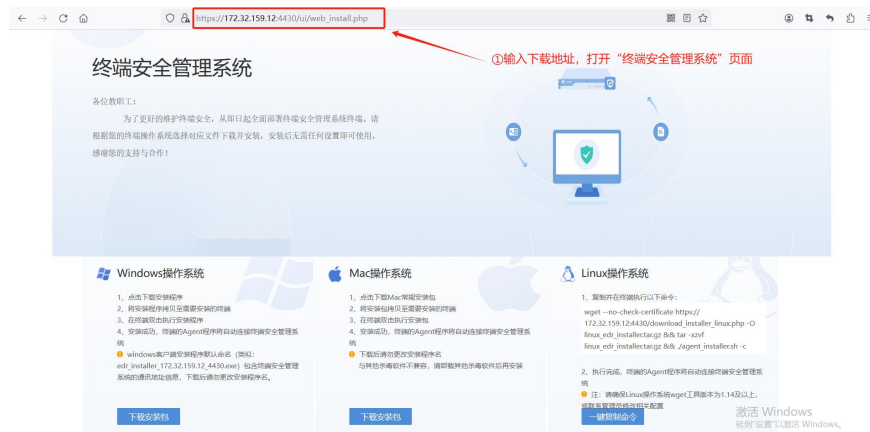 https://172.32.159.12:4430/ui/web_install.php
①输入下载地址，打开“终端安全管理系统”页面
终端安全管理系统
各位教职工：
为了更好的维护终端安全，从即日起全面部署终端安全管理系统终端，请
根据您的终端操作系统选择对应文件下载并安装，安装后无需任何设置即可使用。
感谢您的支持与合作！
Windows操作系统
1、点击下载安装程序
2、将安装程序拷贝至需要安装的终端
3、在终端双击执行安装程序
4、安装成功，终端的Agent程序将自动连接终端安全管理系
统
windows客户端安装程序默认命名（类似:
edr_installer_172.32.159.12_4430.exe）包含终端安全管理
系统的通讯地址信息，下载后请勿更改安装程序名。
下载安装包
Mac操作系统
1、点击下载Mac常规安装包
2、将安装包拷贝至需要安装的终端
3、在终端双击执行安装包
4、安装成功，终端的Agent程序将自动连接终端安全管理系
统
下载后请勿更改安装程序名
与其他杀毒软件不兼容，请卸载其他杀毒软件后再安装
下载安装包
Linux操作系统
1、复制并在终端执行以下命令：
wget --no-check-certificate https://
172.32.159.12:4430/download_installer_linux.php -O
linux_edr_installer.tar.gz && tar -xzvf
linux_edr_installer.tar.gz && ./agent_installer.sh -c
2、执行完成，终端的Agent程序将自动连接终端安全管理系
统
注：请确保Linux操作系统wget工具版本为1.14及以上，
或联系管理员修改相关配置
一键复制命令
激活 Windows
转到"设置"以激活 Windows。